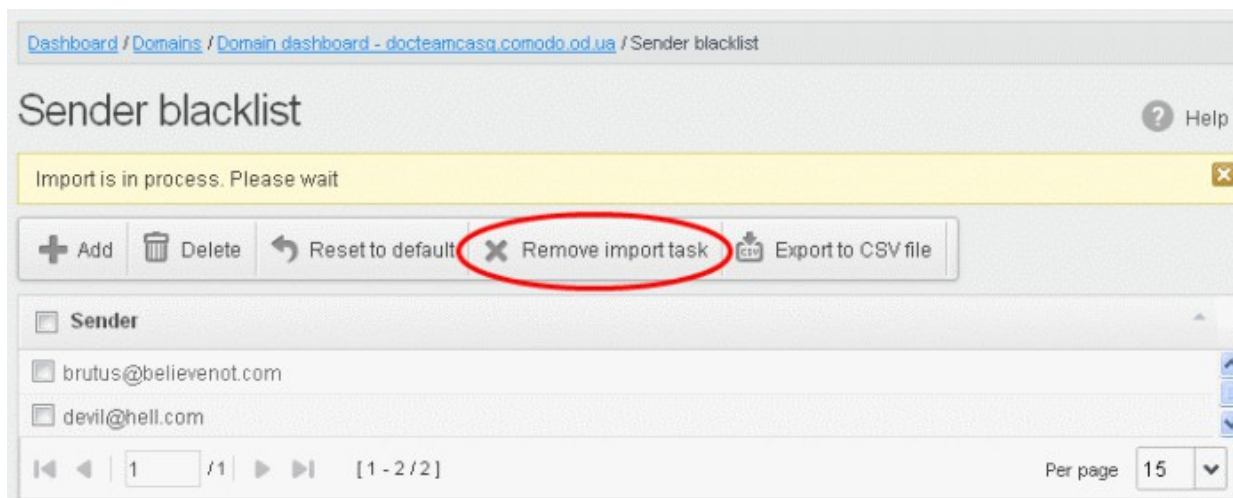 Dashboard / Domains / Domain dashboard - docteamcasg.comodo.od.ua / Sender blacklist
Sender blacklist
Help
Import is in process. Please wait
Add Delete Reset to default Remove import task CSV Export to CSV file
Sender
brutus@believenot.com
devil@hell.com
1 /1 [ 1 - 2 / 2 ] Per page 15